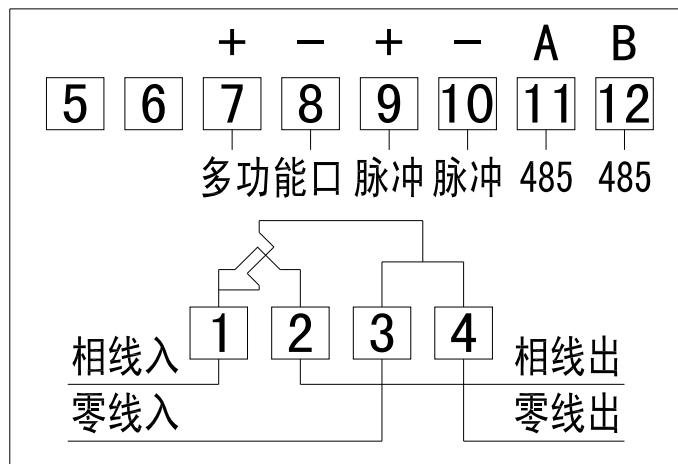 + − + − A B
5 6 7 8 9 10 11 12
多功能口 脉冲 脉冲 485 485
1 2 3 4
相线入 相线出
零线入 零线出